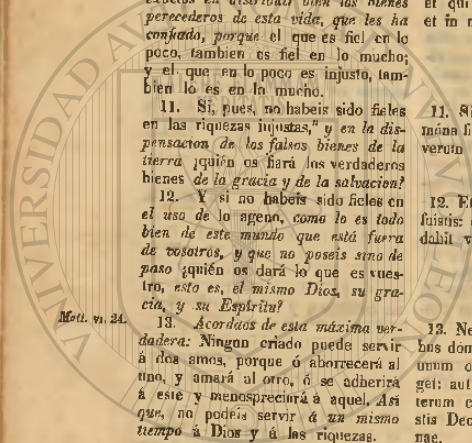 perecederos de esta vida, que les ha
confiado, porque el que es fiel en lo
poco, tambien es fiel en lo mucho;
y el que en lo poco es injusto, tam-
bien lo es en lo mucho.
11. Si, pues, no habeis sido fieles
en las riquezas injustas," y en la dis-
pensacion de los falsos bienes de la
tierra ¿quién os fiará los verdaderos
bienes de la gracia y de la salvacion?
12. Y si no habeis sido fieles en
el uso de lo ageno, como lo es todo
bien de este mundo que está fuera
de vosotros, y que no poseis sino de
paso ¿quién os dará lo que es vues-
tro, esto es, el mismo Dios, su gra-
cia, y su Espíritu?
Matt. VI. 24.
13. Acordaos de esta máxima ver-
dadera: Ningun criado puede servir
á dos amos, porque ó aborrecerá al
uno, y amará al otro, ó se adherirá
á este y menospreciará á aquel. Asi
que, no podeis servir á un mismo
tiempo á Dios y á las riquezas.
et qui
et in
11.
veruin
12.
fuistis:
dabit
13. Ne
bus dom
unum o
get: aut
terum c
stis Dec
nae.
UNIVERSIDAD AU
LEON